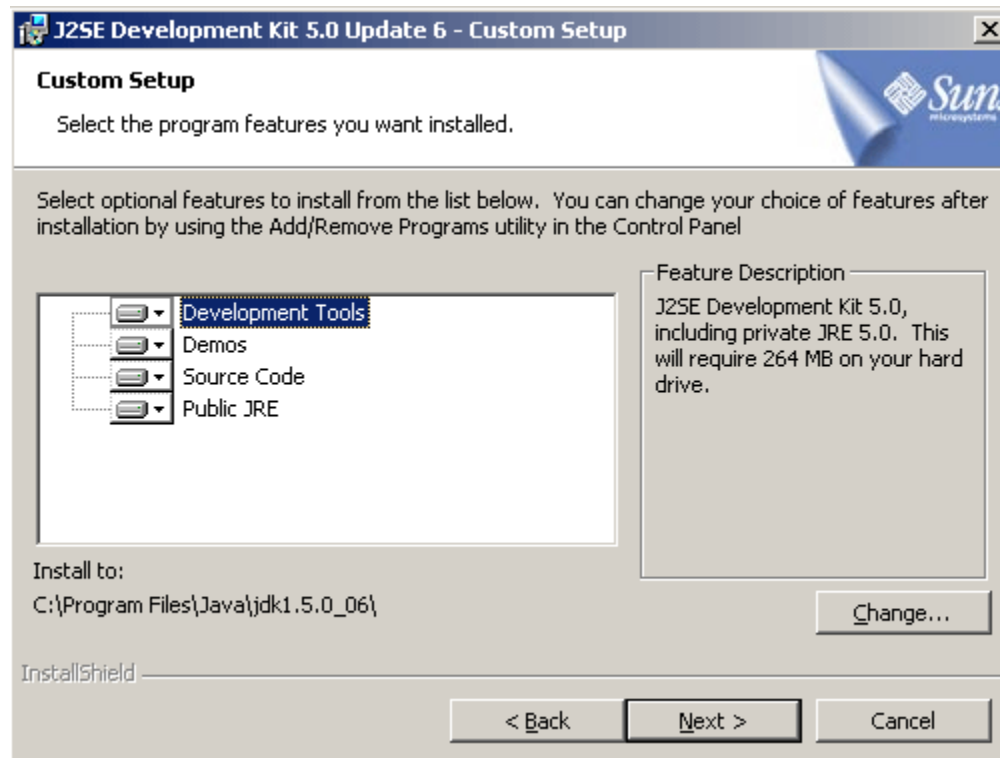 J2SE Development Kit 5.0 Update 6 - Custom Setup
Custom Setup
Select the program features you want installed.
Sun
microsystems
Select optional features to install from the list below. You can change your choice of features after
installation by using the Add/Remove Programs utility in the Control Panel
Development Tools
Demos
Source Code
Public JRE
Feature Description
J2SE Development Kit 5.0,
including private JRE 5.0. This
will require 264 MB on your hard
drive.
Install to:
C:\Program Files\Java\jdk1.5.0_06\
Change...
InstallShield
< Back
Next >
Cancel